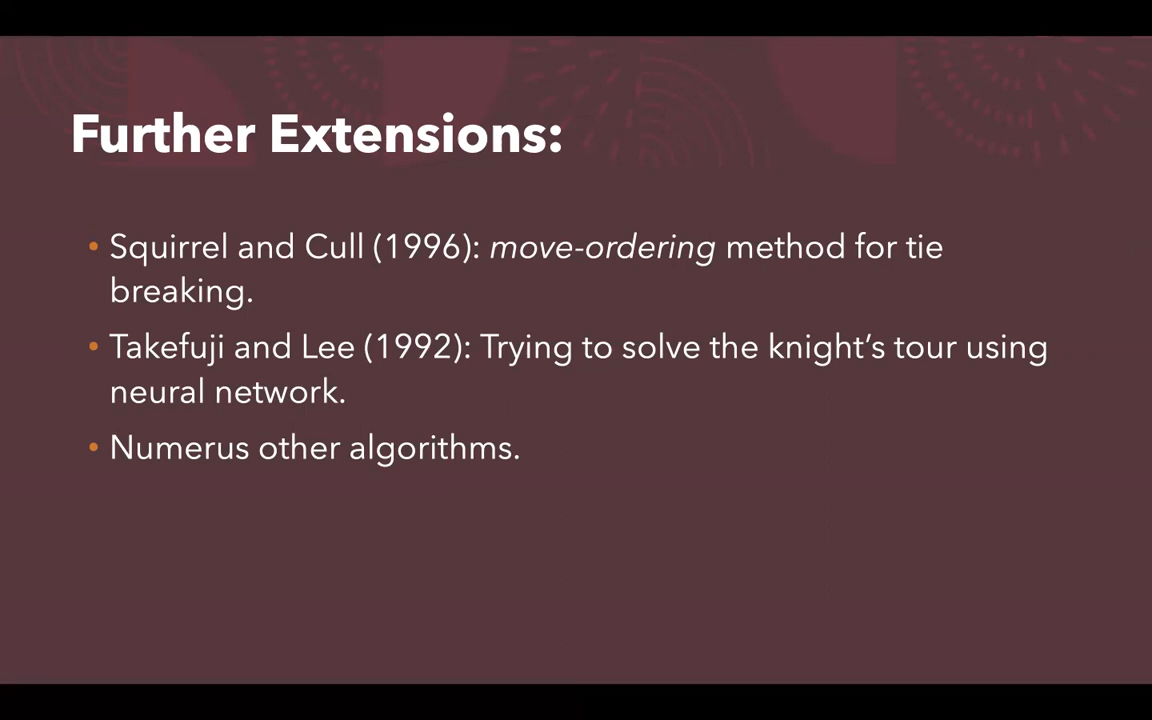 Further Extensions:
• Squirrel and Cull (1996): move-ordering method for tie
breaking.
• Takefuji and Lee (1992): Trying to solve the knight’s tour using
neural network.
• Numerus other algorithms.